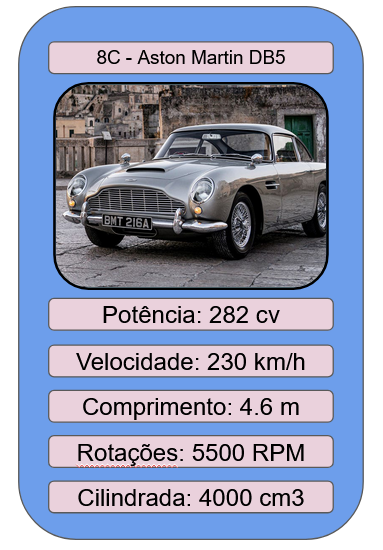 8C - Aston Martin DB5
BMT 216A
Potência: 282 cv
Velocidade: 230 km/h
Comprimento: 4.6 m
Rotações: 5500 RPM
Cilindrada: 4000 cm3